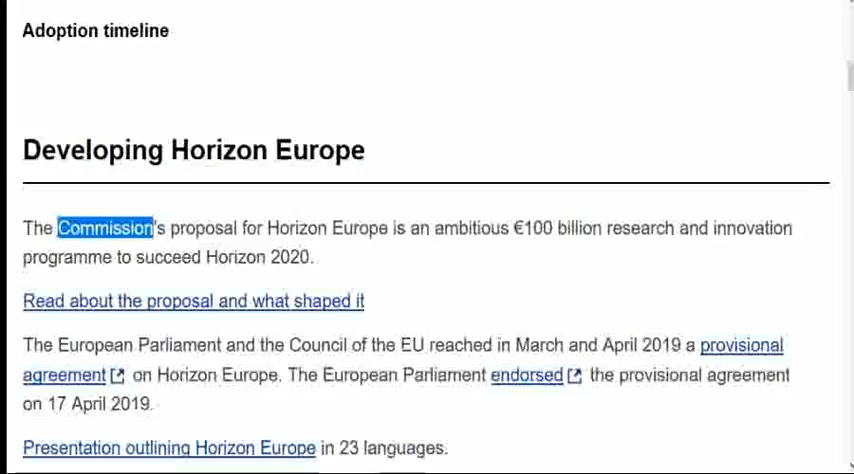 Adoption timeline
Developing Horizon Europe
The Commission's proposal for Horizon Europe is an ambitious €100 billion research and innovation
programme to succeed Horizon 2020.
Read about the proposal and what shaped it
The European Parliament and the Council of the EU reached in March and April 2019 a provisional
agreement on Horizon Europe. The European Parliament endorsed the provisional agreement
on 17 April 2019.
Presentation outlining Horizon Europe in 23 languages.